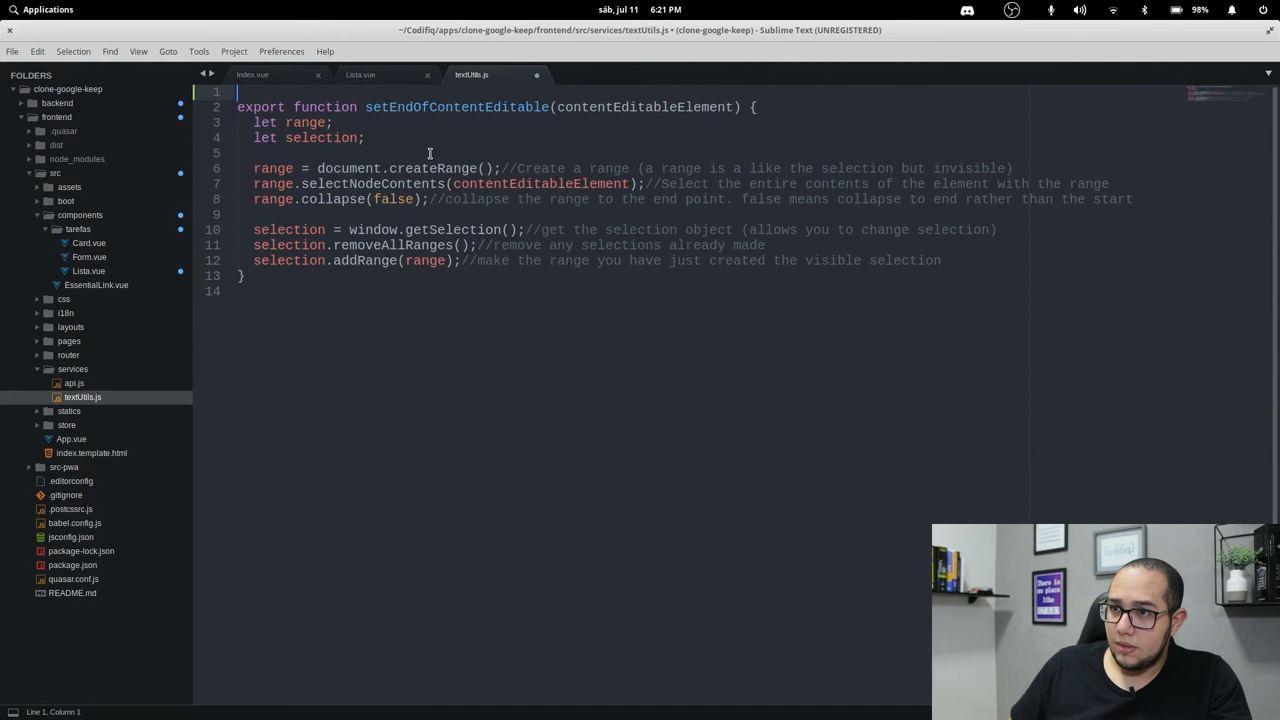 Applications
sáb, jul 11 6:21 PM
98%
~/Codifiq/apps/clone-google-keep/frontend/src/services/textUtils.js • (clone-google-keep) - Sublime Text (UNREGISTERED)
File Edit Selection Find View Goto Tools Project Preferences Help
FOLDERS
clone-google-keep
backend
frontend
.quasar
dist
node_modules
src
assets
boot
components
tarefas
Card.vue
Form.vue
Lista.vue
EssentialLink.vue
css
i18n
layouts
pages
router
services
api.js
textUtils.js
statics
store
App.vue
index.template.html
src-pwa
.editorconfig
.gitignore
.postcssrc.js
babel.config.js
jsconfig.json
package-lock.json
package.json
quasar.conf.js
README.md
Index.vue Lista.vue textUtils.js
1
2 export function setEndOfContentEditable(contentEditableElement) {
3 let range;
4 let selection;
5
6 range = document.createRange();//Create a range (a range is a like the selection but invisible)
7 range.selectNodeContents(contentEditableElement);//Select the entire contents of the element with the range
8 range.collapse(false);//collapse the range to the end point. false means collapse to end rather than the start
9
10 selection = window.getSelection();//get the selection object (allows you to change selection)
11 selection.removeAllRanges();//remove any selections already made
12 selection.addRange(range);//make the range you have just created the visible selection
13 }
14
{codifiq}
There is
no place
like
Line 1, Column 1